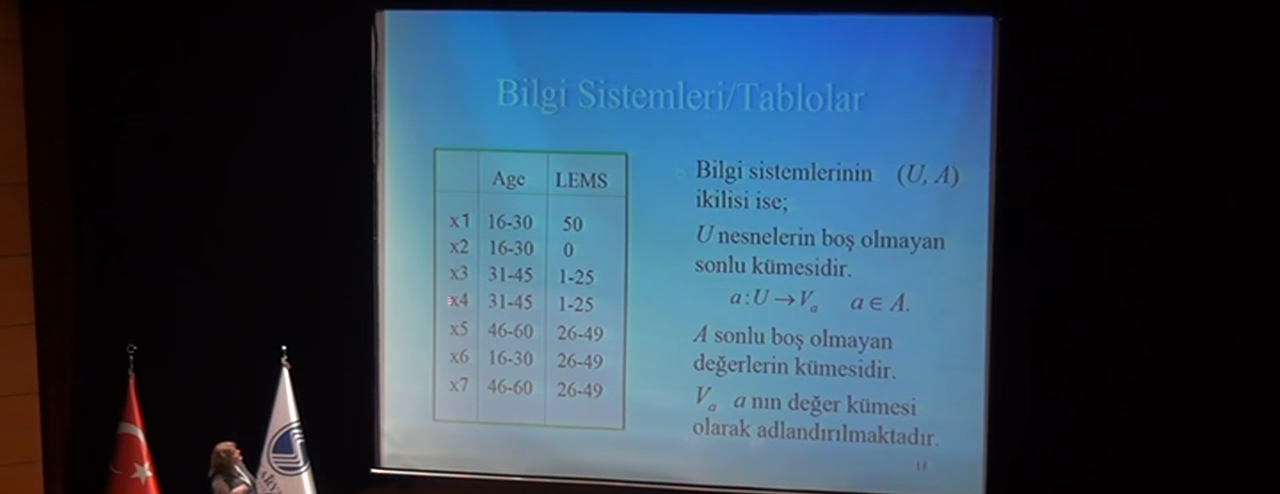 Bilgi Sistemleri/Tablolar
Age LEMS
x1 16-30 50
x2 16-30 0
x3 31-45 1-25
x4 31-45 1-25
x5 46-60 26-49
x6 16-30 26-49
x7 46-60 26-49
Bilgi sistemlerinin (U, A)
ikilisi ise;
U nesnelerin boş olmayan
sonlu kümesidir.
a:U→Vₐ a∈A.
A sonlu boş olmayan
değerlerin kümesidir.
Vₐ a nın değer kümesi
olarak adlandırılmaktadır.
18